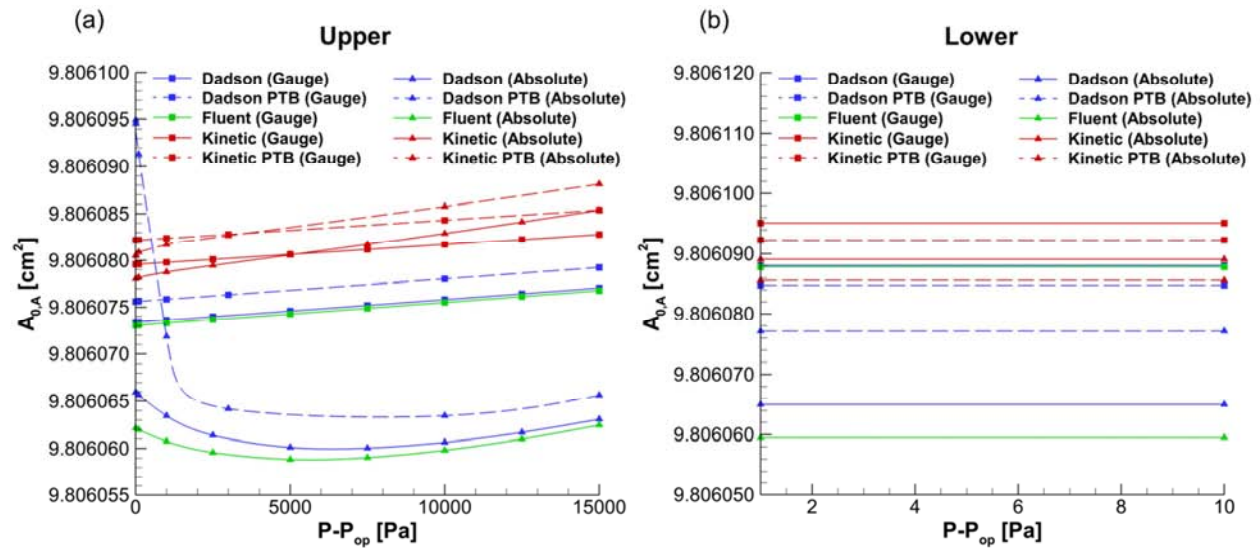 (a)
Upper
Dadson (Gauge)
Dadson PTB (Gauge)
Fluent (Gauge)
Kinetic (Gauge)
Kinetic PTB (Gauge)
Dadson (Absolute)
Dadson PTB (Absolute)
Fluent (Absolute)
Kinetic (Absolute)
Kinetic PTB (Absolute)
9.806100
9.806095
9.806090
9.806085
9.806080
9.806075
9.806070
9.806065
9.806060
9.806055
A0,A [cm²]
0 5000 10000 15000
P-Pop [Pa]
(b)
Lower
Dadson (Gauge)
Dadson PTB (Gauge)
Fluent (Gauge)
Kinetic (Gauge)
Kinetic PTB (Gauge)
Dadson (Absolute)
Dadson PTB (Absolute)
Fluent (Absolute)
Kinetic (Absolute)
Kinetic PTB (Absolute)
9.806120
9.806110
9.806100
9.806090
9.806080
9.806070
9.806060
9.806050
A0,A [cm²]
2 4 6 8 10
P-Pop [Pa]